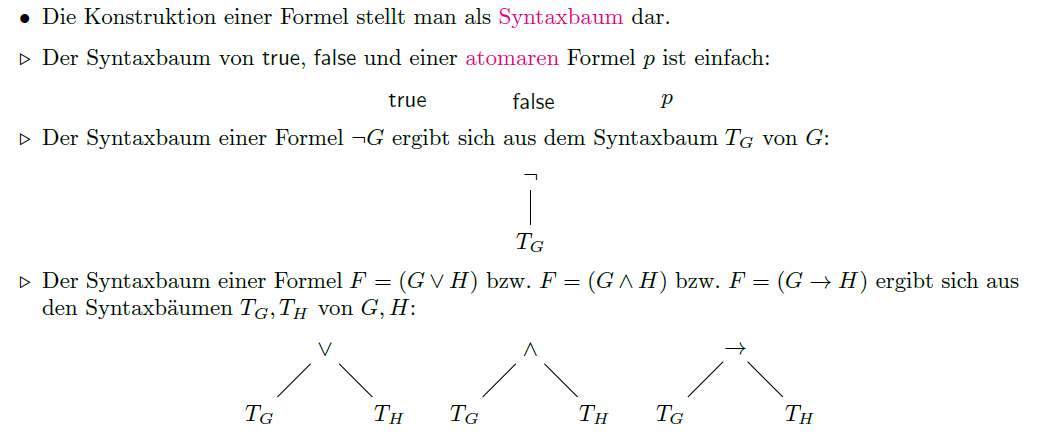 • Die Konstruktion einer Formel stellt man als Syntaxbaum dar.
▷ Der Syntaxbaum von true, false und einer atomaren Formel p ist einfach:
true false p
▷ Der Syntaxbaum einer Formel ¬G ergibt sich aus dem Syntaxbaum T_G von G:
¬
T_G
▷ Der Syntaxbaum einer Formel F = (G ∨ H) bzw. F = (G ∧ H) bzw. F = (G → H) ergibt sich aus
den Syntaxbäumen T_G, T_H von G, H:
∨ ∧ →
T_G T_H T_G T_H T_G T_H